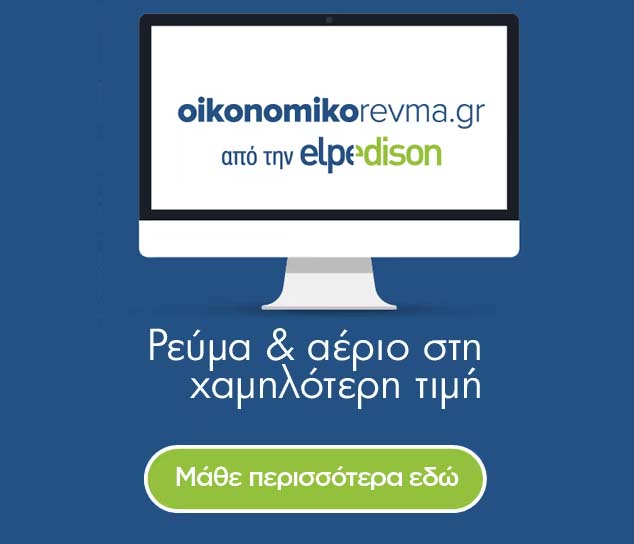 oikonomikorevma.gr
από την elpedison
Ρεύμα & αέριο στη
χαμηλότερη τιμή
Μάθε περισσότερα εδώ